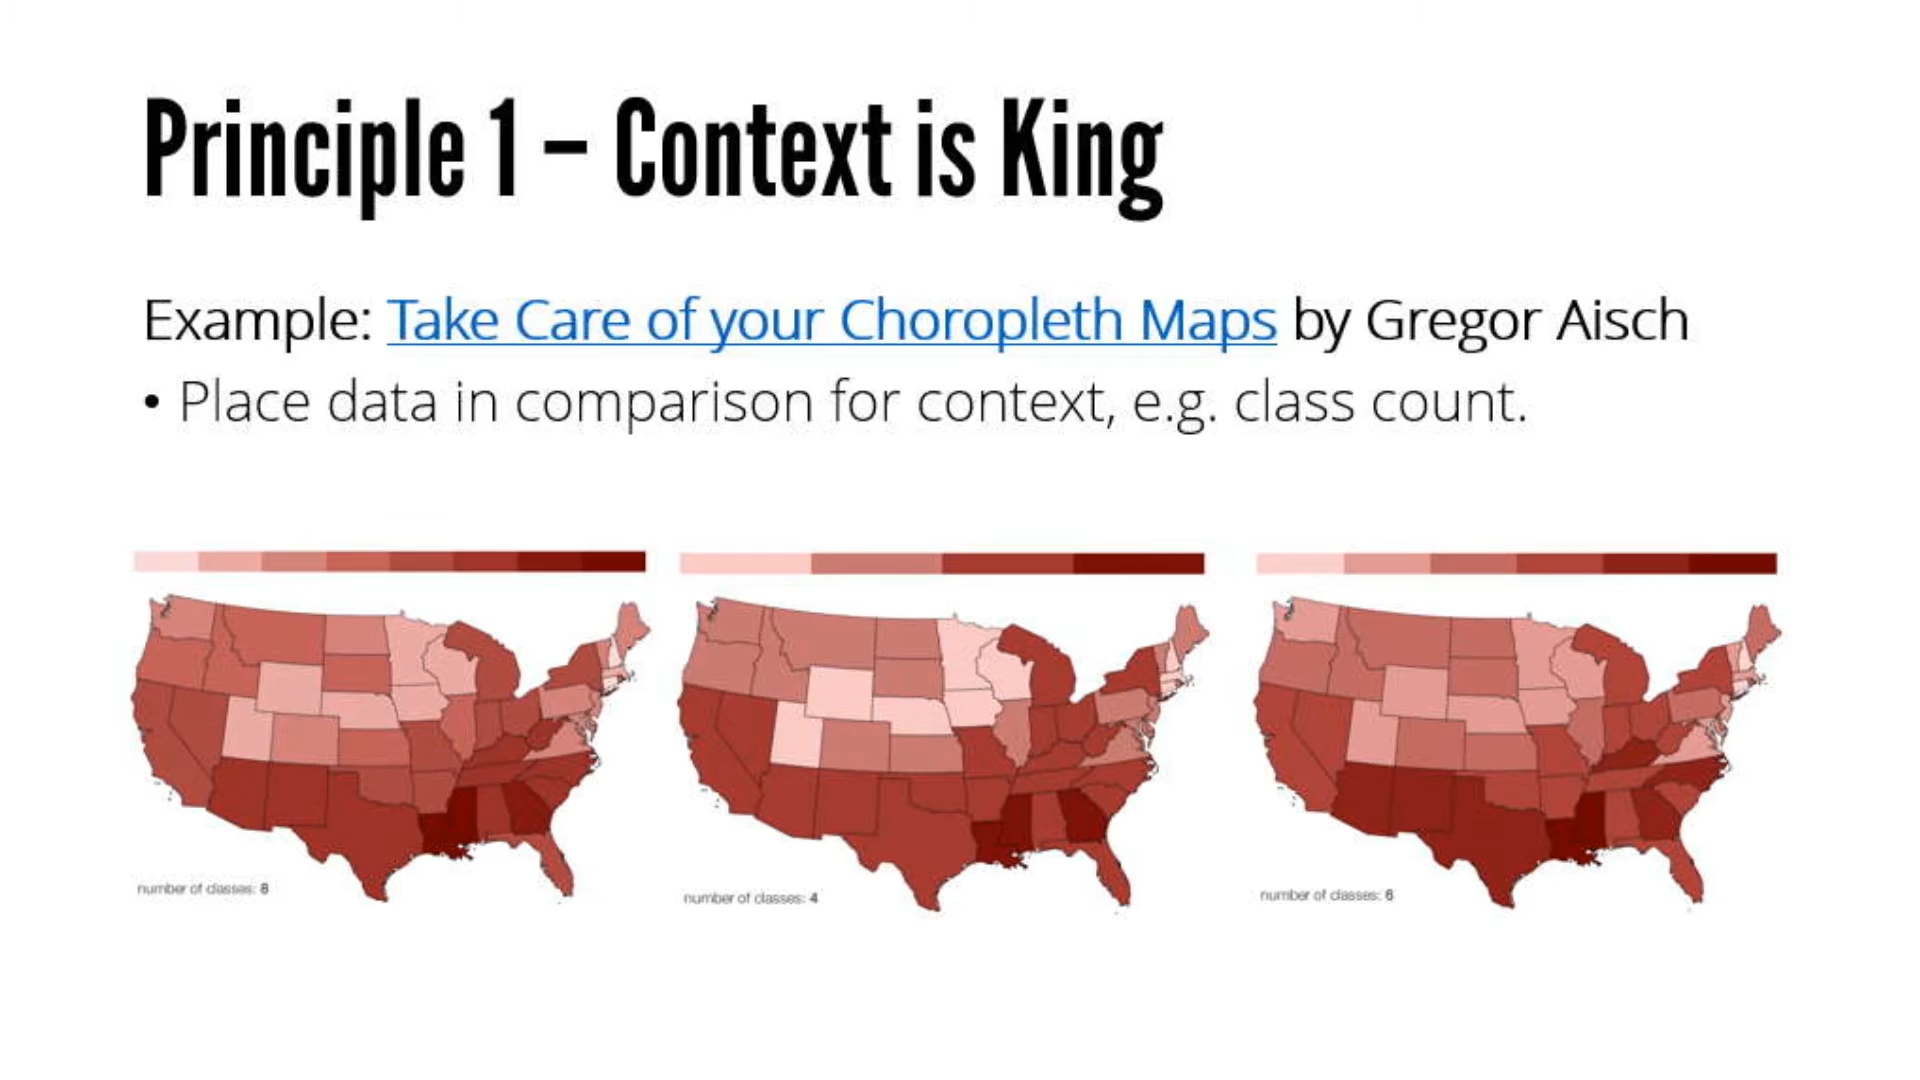 Principle 1 – Context is King
Example: Take Care of your Choropleth Maps by Gregor Aisch
• Place data in comparison for context, e.g. class count.
number of classes: 8
number of classes: 4
number of classes: 6